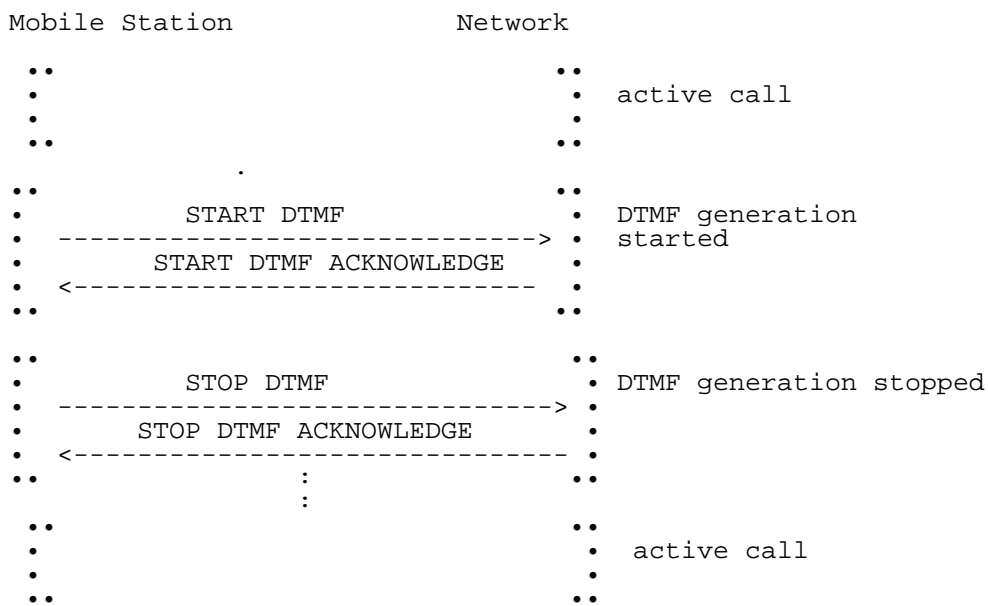 Mobile Station Network
active call
START DTMF DTMF generation
started
START DTMF ACKNOWLEDGE
STOP DTMF DTMF generation stopped
STOP DTMF ACKNOWLEDGE
active call